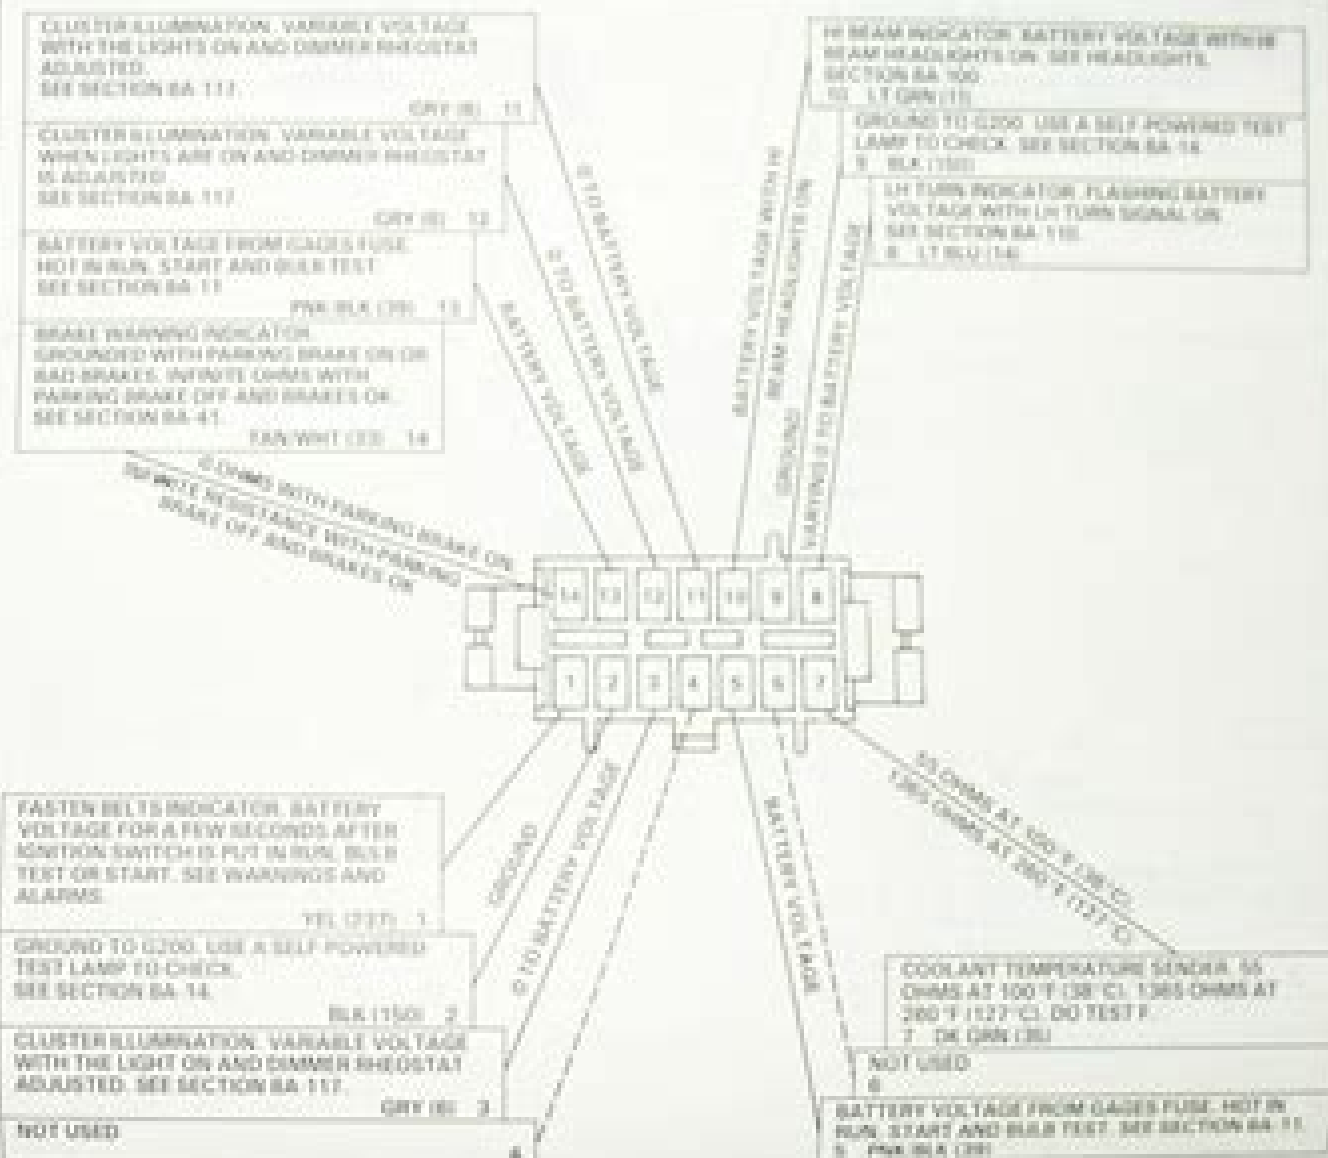 CLUSTER ILLUMINATION. VARIABLE VOLTAGE
WITH THE LIGHTS ON AND DIMMER RHEOSTAT
ADJUSTED.
SEE SECTION 8A-117.
GRY (8) 11
CLUSTER ILLUMINATION. VARIABLE VOLTAGE
WHEN LIGHTS ARE ON AND DIMMER RHEOSTAT
IS ADJUSTED.
SEE SECTION 8A-117.
GRY (8) 12
BATTERY VOLTAGE FROM GAGES FUSE.
HOT IN RUN, START AND BULB TEST.
SEE SECTION 8A-11
PNK/BLK (39) 13
BRAKE WARNING INDICATOR.
GROUNDED WITH PARKING BRAKE ON OR
BAD BRAKES. INFINITE OHMS WITH
PARKING BRAKE OFF AND BRAKES OK.
SEE SECTION 8A-41.
TAN/WHT (33) 14
0 OHMS WITH PARKING BRAKE ON.
INFINITE RESISTANCE WITH PARKING
BRAKE OFF AND BRAKES OK
BATTERY VOLTAGE
0 TO BATTERY VOLTAGE
0 TO BATTERY VOLTAGE
HI BEAM INDICATOR. BATTERY VOLTAGE WITH HI
BEAM HEADLIGHTS ON. SEE HEADLIGHTS,
SECTION 8A-100.
10 LT GRN (11)
GROUND TO G200. USE A SELF-POWERED TEST
LAMP TO CHECK. SEE SECTION 8A-14.
9 BLK (150)
LH TURN INDICATOR. FLASHING BATTERY
VOLTAGE WITH LH TURN SIGNAL ON.
SEE SECTION 8A-110.
8 LT BLU (14)
BATTERY VOLTAGE WITH HI
BEAM HEADLIGHTS ON
GROUND
VARYING 0 TO BATTERY VOLTAGE
14 13 12 11 10 9 8
1 2 3 4 5 6 7
FASTEN BELTS INDICATOR. BATTERY
VOLTAGE FOR A FEW SECONDS AFTER
IGNITION SWITCH IS PUT IN RUN, BULB
TEST OR START. SEE WARNINGS AND
ALARMS.
YEL (237) 1
GROUND TO G200. USE A SELF-POWERED
TEST LAMP TO CHECK.
SEE SECTION 8A-14.
BLK (150) 2
CLUSTER ILLUMINATION. VARIABLE VOLTAGE
WITH THE LIGHT ON AND DIMMER RHEOSTAT
ADJUSTED. SEE SECTION 8A-117.
GRY (8) 3
NOT USED
4
GROUND
0 TO BATTERY VOLTAGE
BATTERY VOLTAGE
55 OHMS AT 100°F (38°C).
1365 OHMS AT 260°F (127°C).
COOLANT TEMPERATURE SENDER. 55
OHMS AT 100°F (38°C). 1365 OHMS AT
260°F (127°C). DO TEST F.
7 DK GRN (35)
NOT USED
6
BATTERY VOLTAGE FROM GAGES FUSE. HOT IN
RUN, START AND BULB TEST. SEE SECTION 8A-11.
5 PNK/BLK (39)